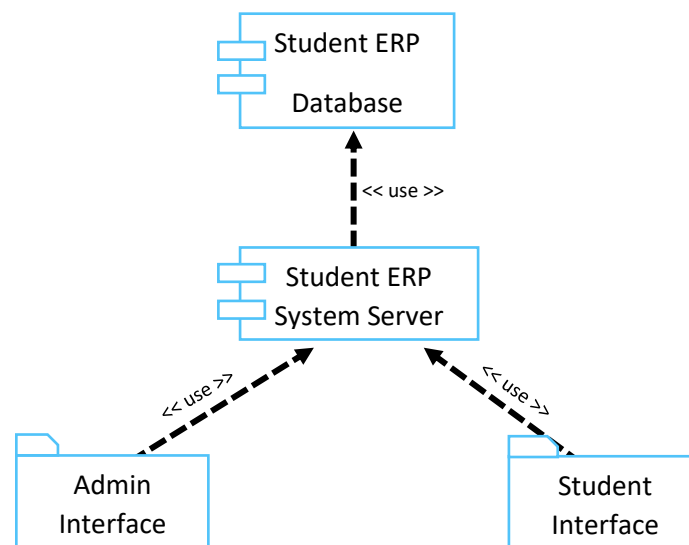 Student ERP
Database
<< use >>
Student ERP
System Server
<< use >>
<< use >>
Admin
Interface
Student
Interface